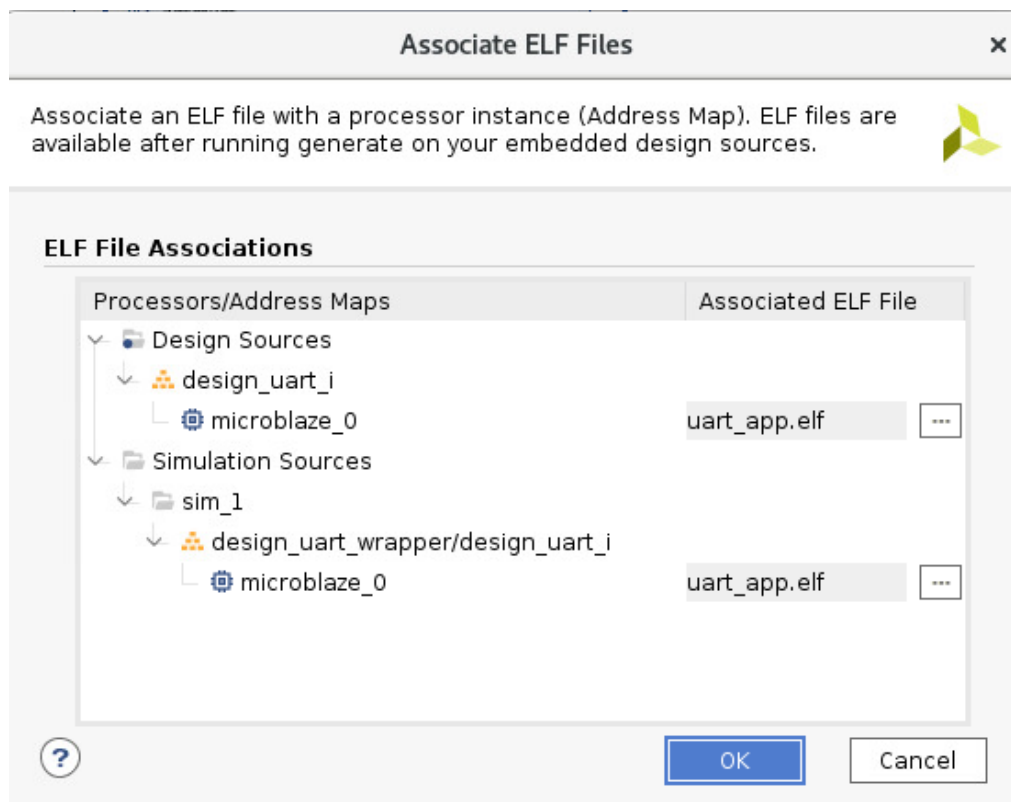 Associate ELF Files
Associate an ELF file with a processor instance (Address Map). ELF files are
available after running generate on your embedded design sources.
ELF File Associations
Processors/Address Maps Associated ELF File
Design Sources
design_uart_i
microblaze_0 uart_app.elf ...
Simulation Sources
sim_1
design_uart_wrapper/design_uart_i
microblaze_0 uart_app.elf ...
? OK Cancel